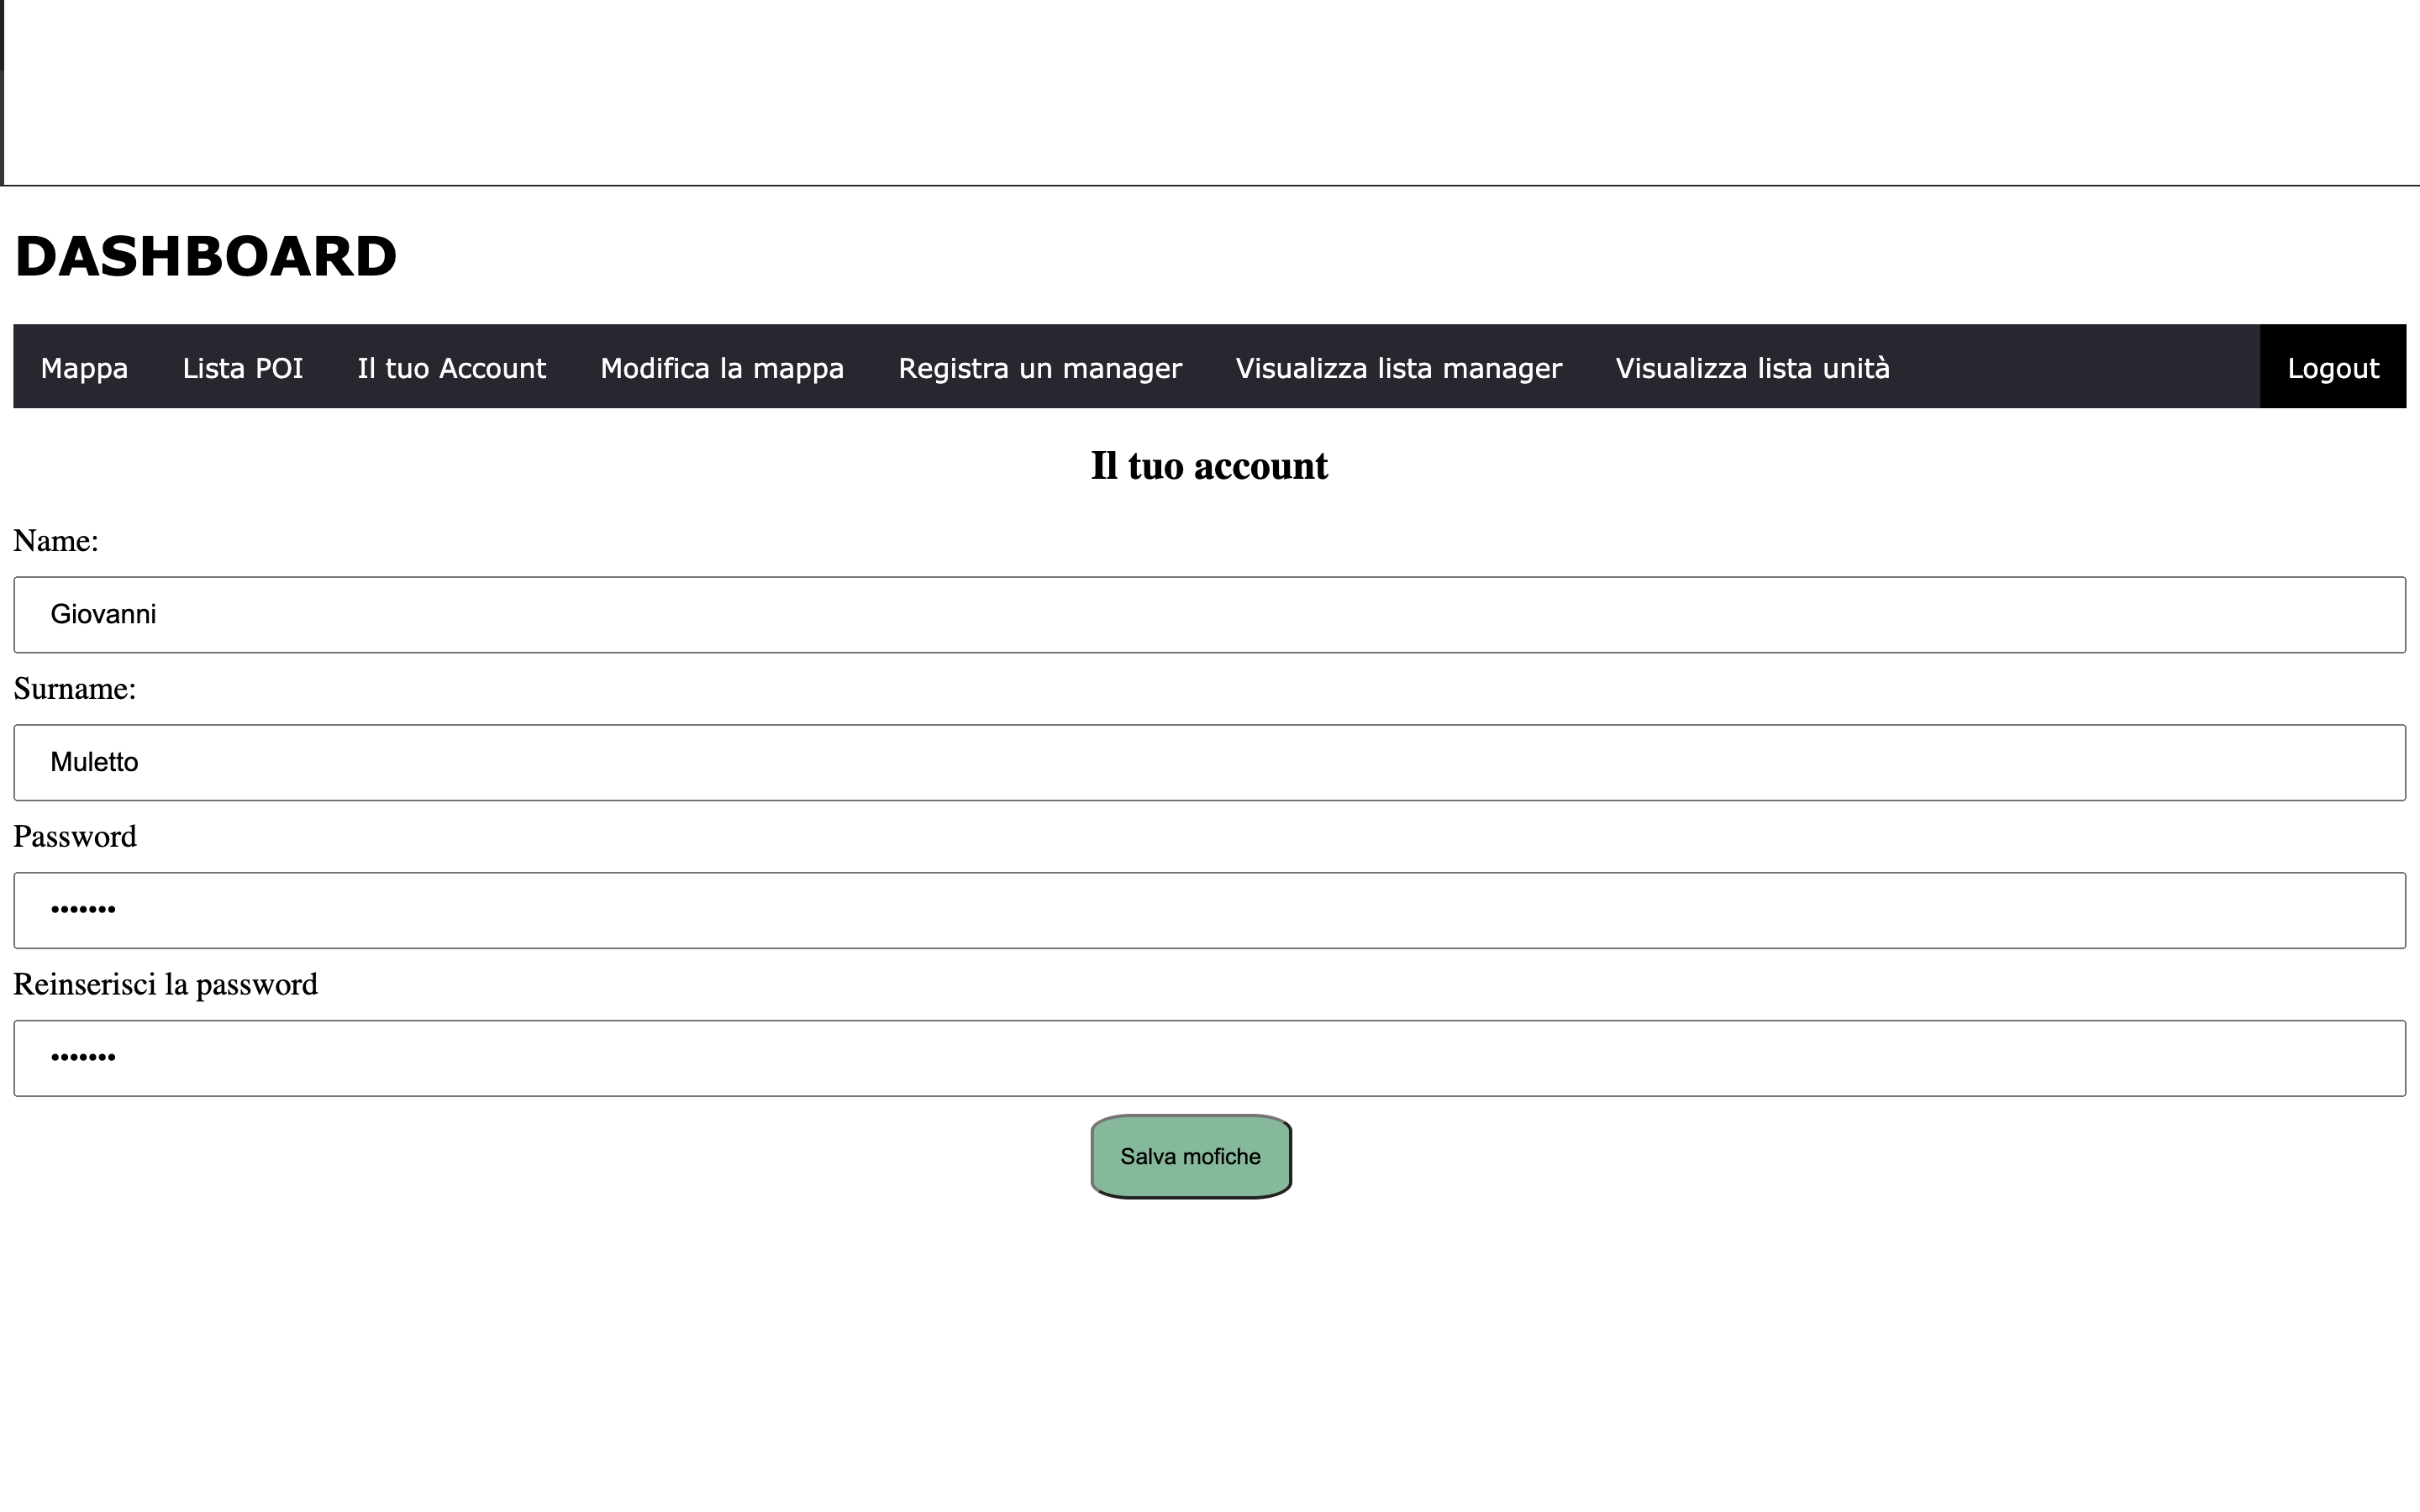 DASHBOARD
Mappa Lista POI Il tuo Account Modifica la mappa Registra un manager Visualizza lista manager Visualizza lista unità Logout
Il tuo account
Name:
Giovanni
Surname:
Muletto
Password
•••••••
Reinserisci la password
•••••••
Salva mofiche